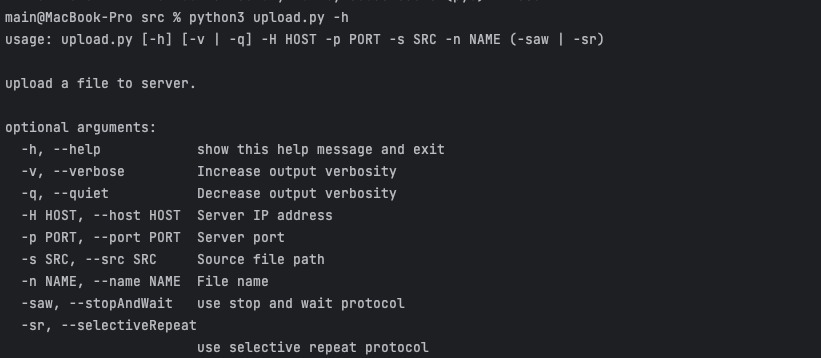 main@MacBook-Pro src % python3 upload.py -h
usage: upload.py [-h] [-v | -q] -H HOST -p PORT -s SRC -n NAME (-saw | -sr)
upload a file to server.
optional arguments:
-h, --help show this help message and exit
-v, --verbose Increase output verbosity
-q, --quiet Decrease output verbosity
-H HOST, --host HOST Server IP address
-p PORT, --port PORT Server port
-s SRC, --src SRC Source file path
-n NAME, --name NAME File name
-saw, --stopAndWait use stop and wait protocol
-sr, --selectiveRepeat
use selective repeat protocol